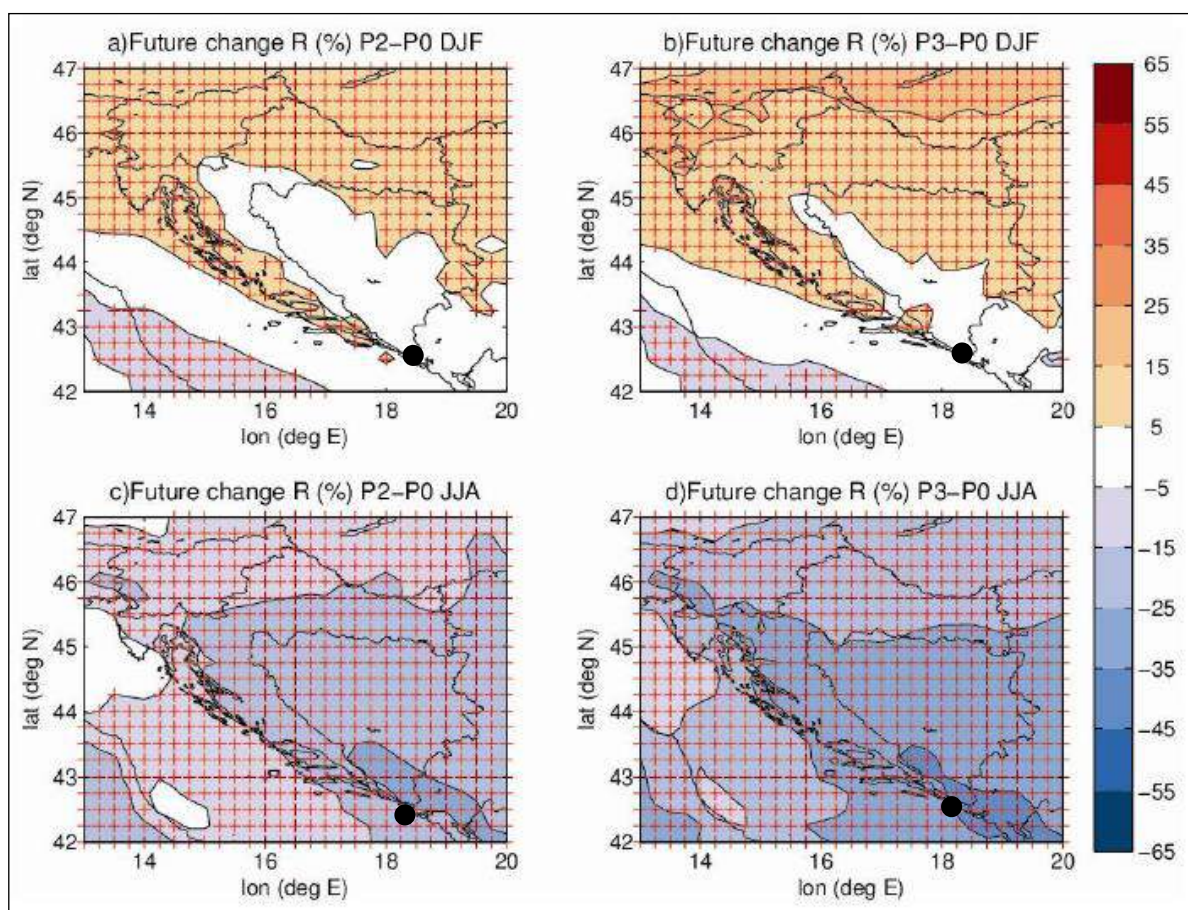 a)Future change R (%) P2-P0 DJF
47
46
45
44
43
42
lat (deg N)
14 16 18 20
lon (deg E)
b)Future change R (%) P3-P0 DJF
47
46
45
44
43
42
lat (deg N)
14 16 18 20
lon (deg E)
c)Future change R (%) P2-P0 JJA
47
46
45
44
43
42
lat (deg N)
14 16 18 20
lon (deg E)
d)Future change R (%) P3-P0 JJA
47
46
45
44
43
42
lat (deg N)
14 16 18 20
lon (deg E)
65
55
45
35
25
15
5
-5
-15
-25
-35
-45
-55
-65